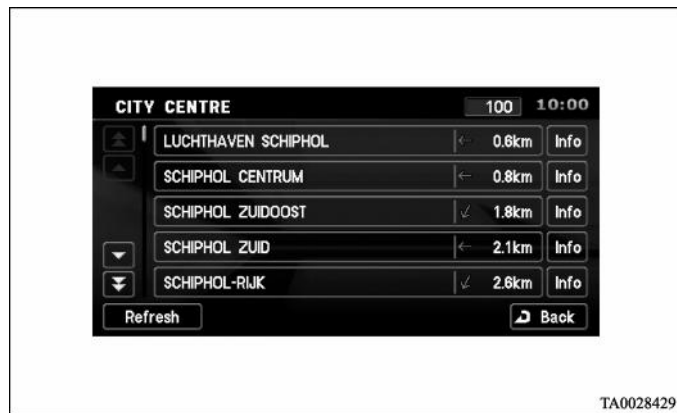 CITY CENTRE 100 10:00
LUCHTHAVEN SCHIPHOL 0.6km Info
SCHIPHOL CENTRUM 0.8km Info
SCHIPHOL ZUIDOOST 1.8km Info
SCHIPHOL ZUID 2.1km Info
SCHIPHOL-RIJK 2.6km Info
Refresh Back
TA0028429